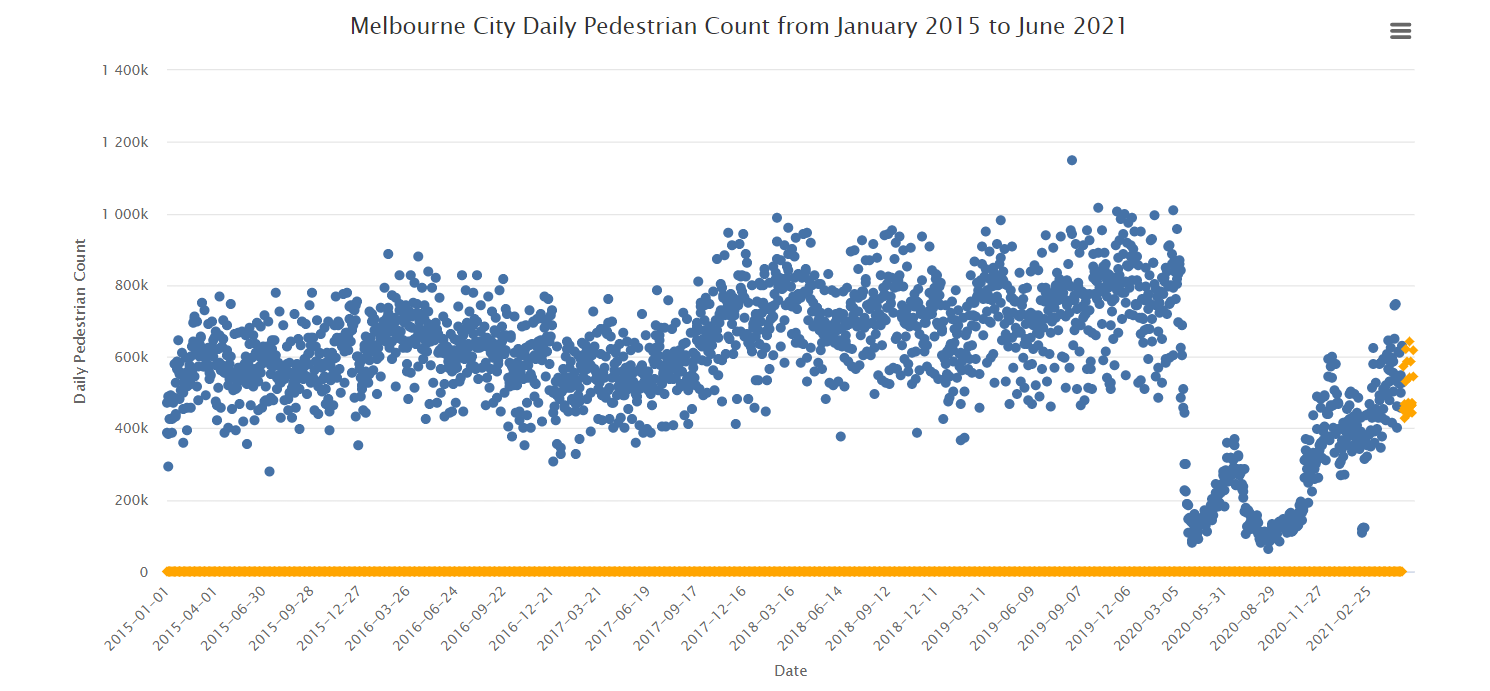 Melbourne City Daily Pedestrian Count from January 2015 to June 2021
1 400k
1 200k
1 000k
800k
600k
400k
200k
0
Daily Pedestrian Count
2015-01-01
2015-04-01
2015-06-30
2015-09-28
2015-12-27
2016-03-26
2016-06-24
2016-09-22
2016-12-21
2017-03-21
2017-06-19
2017-09-17
2017-12-16
2018-03-16
2018-06-14
2018-09-12
2018-12-11
2019-03-11
2019-06-09
2019-09-07
2019-12-06
2020-03-05
2020-05-31
2020-08-29
2020-11-27
2021-02-25
Date